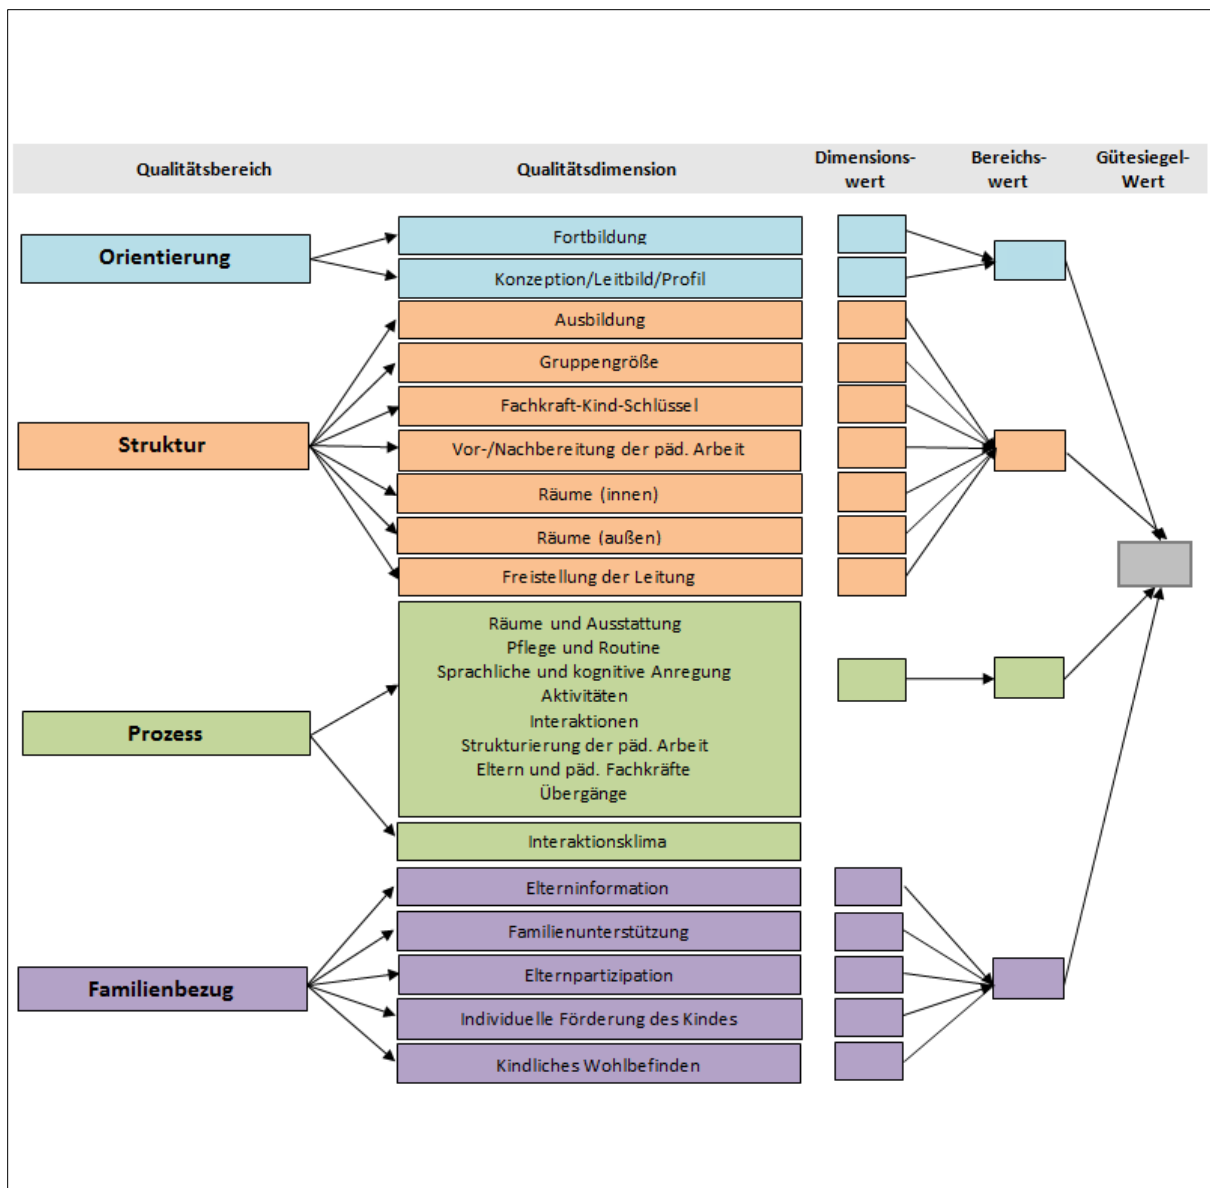 Qualitätsbereich
Qualitätsdimension
Dimensions-
wert
Bereichs-
wert
Gütesiegel-
Wert
Orientierung
Fortbildung
Konzeption/Leitbild/Profil
Struktur
Ausbildung
Gruppengröße
Fachkraft-Kind-Schlüssel
Vor-/Nachbereitung der päd. Arbeit
Räume (innen)
Räume (außen)
Freistellung der Leitung
Prozess
Räume und Ausstattung
Pflege und Routine
Sprachliche und kognitive Anregung
Aktivitäten
Interaktionen
Strukturierung der päd. Arbeit
Eltern und päd. Fachkräfte
Übergänge
Interaktionsklima
Familienbezug
Elterninformation
Familienunterstützung
Elternpartizipation
Individuelle Förderung des Kindes
Kindliches Wohlbefinden